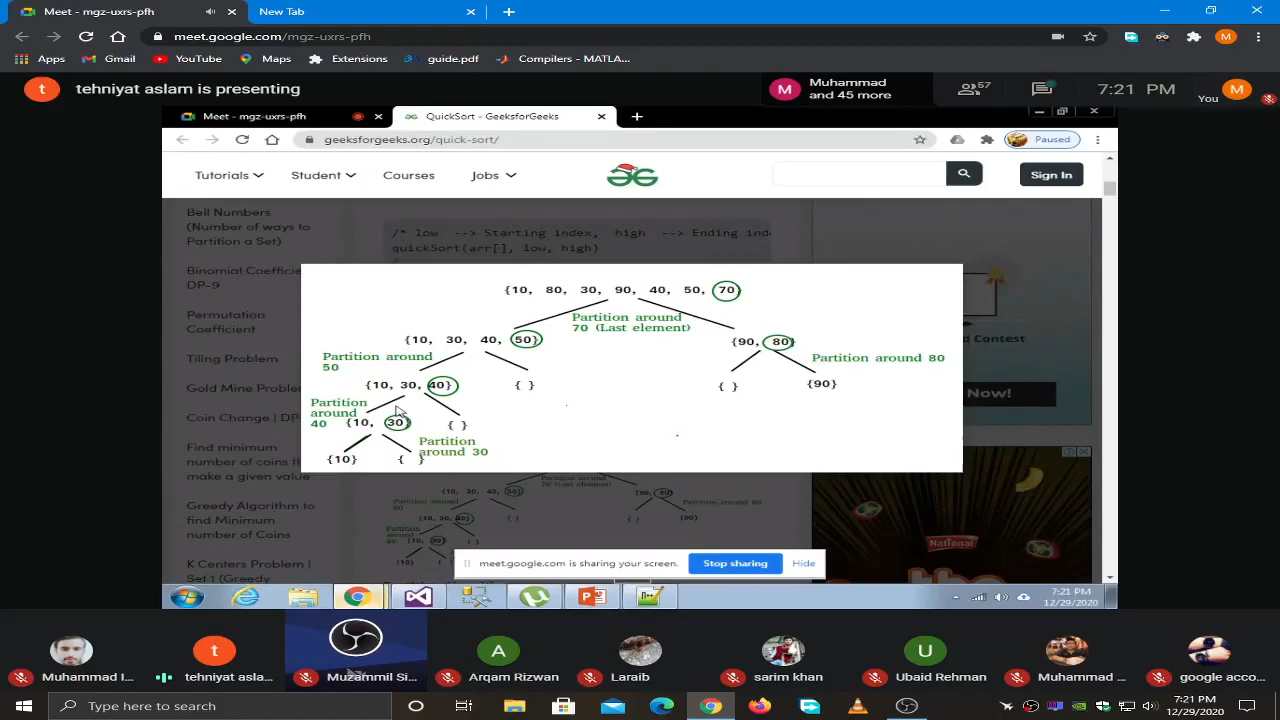 Meet - mgz-uxrs-pfh
New Tab
meet.google.com/mgz-uxrs-pfh
Apps
Gmail
YouTube
Maps
Extensions
guide.pdf
Compilers - MATLA...
t
tehniyat aslam is presenting
M
Muhammad
and 45 more
57
7:21 PM
You
M
Meet - mgz-uxrs-pfh
QuickSort - GeeksforGeeks
geeksforgeeks.org/quick-sort/
Paused
Tutorials
Student
Courses
Jobs
Sign In
Bell Numbers
(Number of ways to
Partition a Set)
Binomial Coefficie
DP-9
Permutation
Coefficient
Tiling Problem
Gold Mine Problem
Coin Change | DP
Find minimum
number of coins th
make a given value
Greedy Algorithm to
find Minimum
number of Coins
K Centers Problem |
Set 1 (Greedy
/* low --> Starting index, high --> Ending inde
quickSort(arr[], low, high)
{
{10, 80, 30, 90, 40, 50, 70}
Partition around
70 (Last element)
{10, 30, 40, 50}
{90, 80}
Partition around
50
Partition around 80
{10, 30, 40}
{ }
{ }
{90}
Partition
around
40
{10, 30}
{ }
Partition
around 30
{10}
{ }
d Contest
Now!
National
meet.google.com is sharing your screen.
Stop sharing
Hide
7:21 PM
12/29/2020
Muhammad I...
t
tehniyat asla...
Muzammil Si...
A
Arqam Rizwan
Laraib
sarim khan
U
Ubaid Rehman
Muhammad ...
google acco...
Type here to search
7:21 PM
12/29/2020